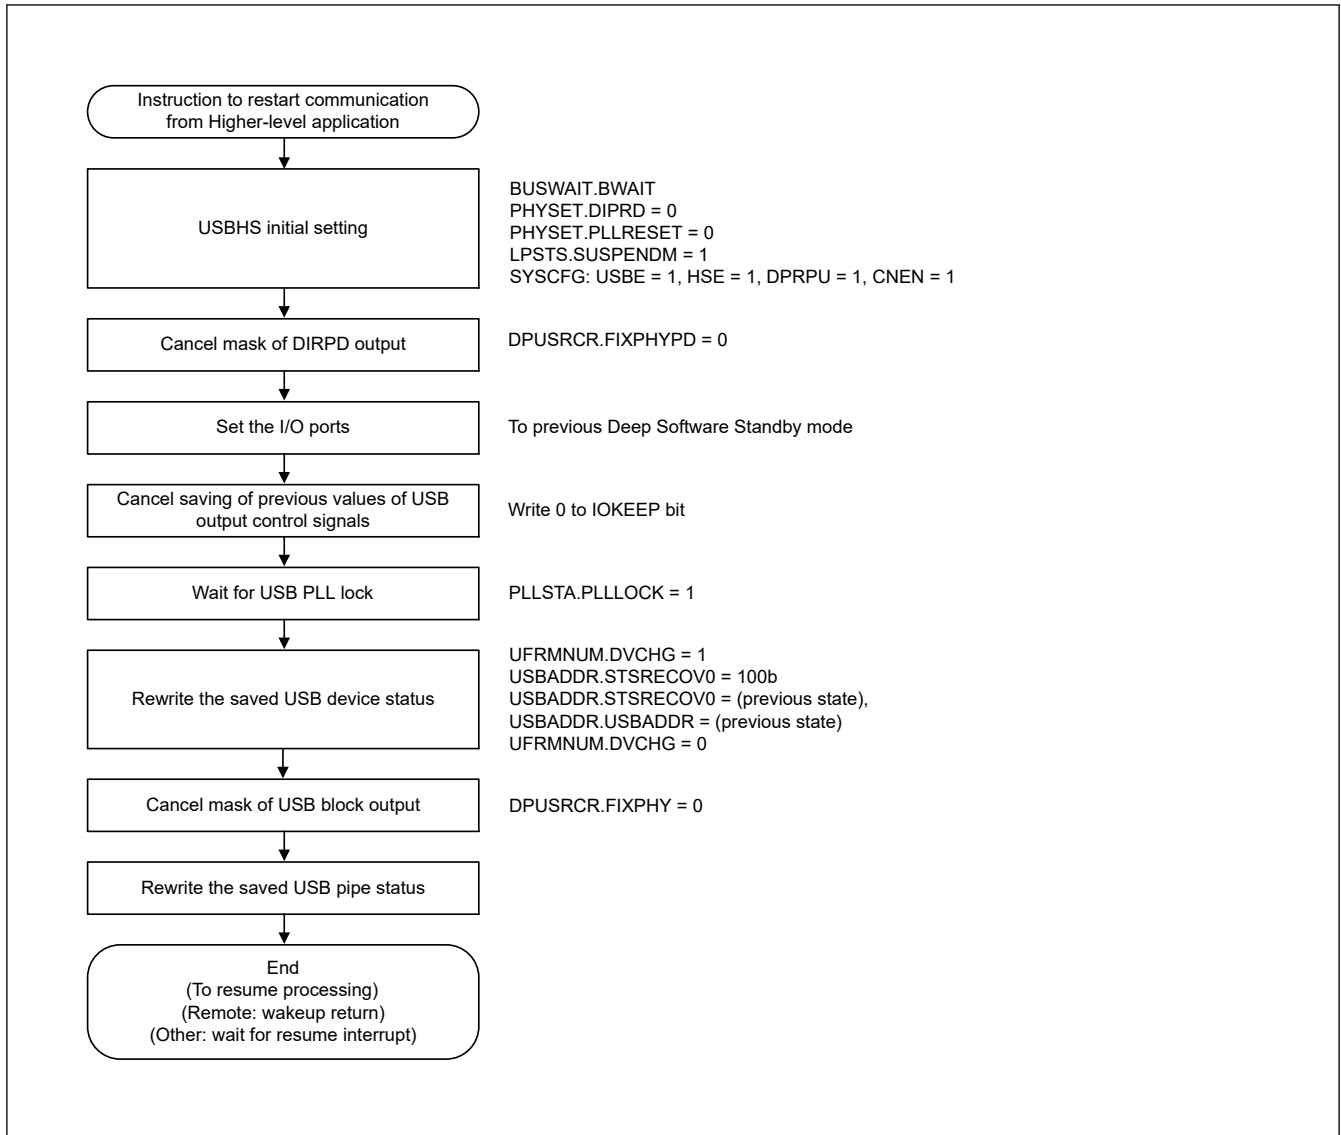 Instruction to restart communication
from Higher-level application
USBHS initial setting
BUSWAIT.BWAIT
PHYSET.DIPRD = 0
PHYSET.PLLRESET = 0
LPSTS.SUSPENDM = 1
SYSCFG: USBE = 1, HSE = 1, DPRPU = 1, CNEN = 1
Cancel mask of DIRPD output
DPUSRCR.FIXPHYPD = 0
Set the I/O ports
To previous Deep Software Standby mode
Cancel saving of previous values of USB
output control signals
Write 0 to IOKEEP bit
Wait for USB PLL lock
PLLSTA.PLLLOCK = 1
Rewrite the saved USB device status
UFRMNUM.DVCHG = 1
USBADDR.STSRECOV0 = 100b
USBADDR.STSRECOV0 = (previous state),
USBADDR.USBADDR = (previous state)
UFRMNUM.DVCHG = 0
Cancel mask of USB block output
DPUSRCR.FIXPHY = 0
Rewrite the saved USB pipe status
End
(To resume processing)
(Remote: wakeup return)
(Other: wait for resume interrupt)